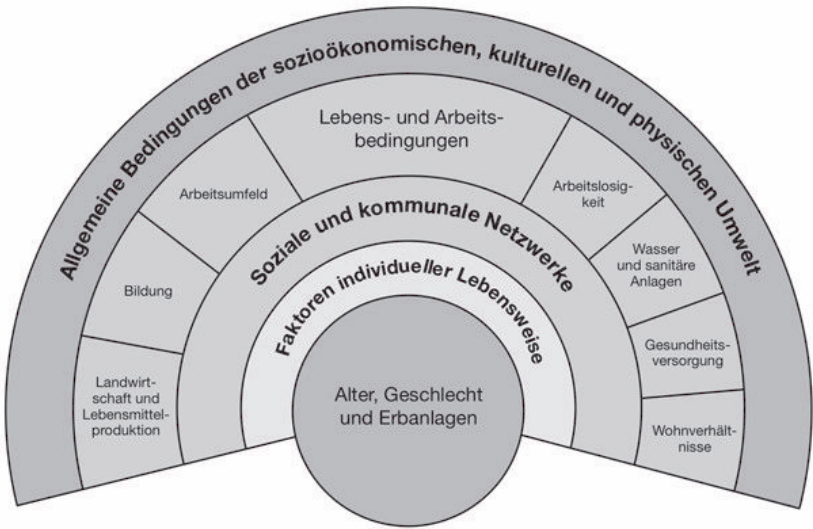 Allgemeine Bedingungen der sozioökonomischen, kulturellen und physischen Umwelt
Lebens- und Arbeits-
bedingungen
Arbeitsumfeld
Bildung
Landwirt-
schaft und
Lebensmittel-
produktion
Arbeitslosig-
keit
Wasser
und sanitäre
Anlagen
Gesundheits-
versorgung
Wohnverhält-
nisse
Soziale und kommunale Netzwerke
Faktoren individueller Lebensweise
Alter, Geschlecht
und Erbanlagen